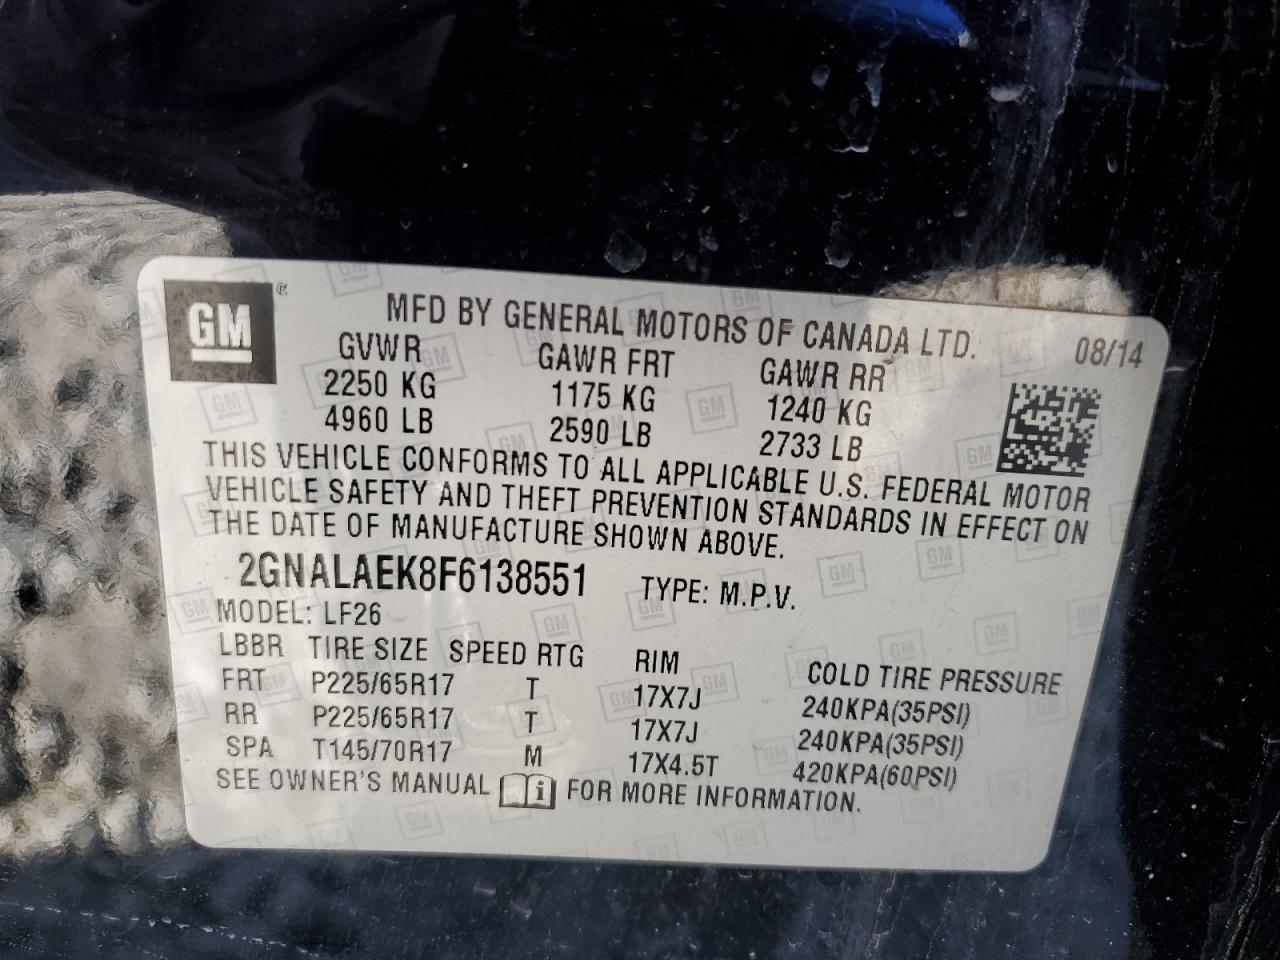 GM®
MFD BY GENERAL MOTORS OF CANADA LTD. 08/14
GVWR GAWR FRT GAWR RR
2250 KG 1175 KG 1240 KG
4960 LB 2590 LB 2733 LB
THIS VEHICLE CONFORMS TO ALL APPLICABLE U.S. FEDERAL MOTOR
VEHICLE SAFETY AND THEFT PREVENTION STANDARDS IN EFFECT ON
THE DATE OF MANUFACTURE SHOWN ABOVE.
2GNALAEK8F6138551 TYPE: M.P.V.
MODEL: LF26
LBBR TIRE SIZE SPEED RTG RIM COLD TIRE PRESSURE
FRT P225/65R17 T 17X7J 240KPA(35PSI)
RR P225/65R17 T 17X7J 240KPA(35PSI)
SPA T145/70R17 M 17X4.5T 420KPA(60PSI)
SEE OWNER'S MANUAL i FOR MORE INFORMATION.